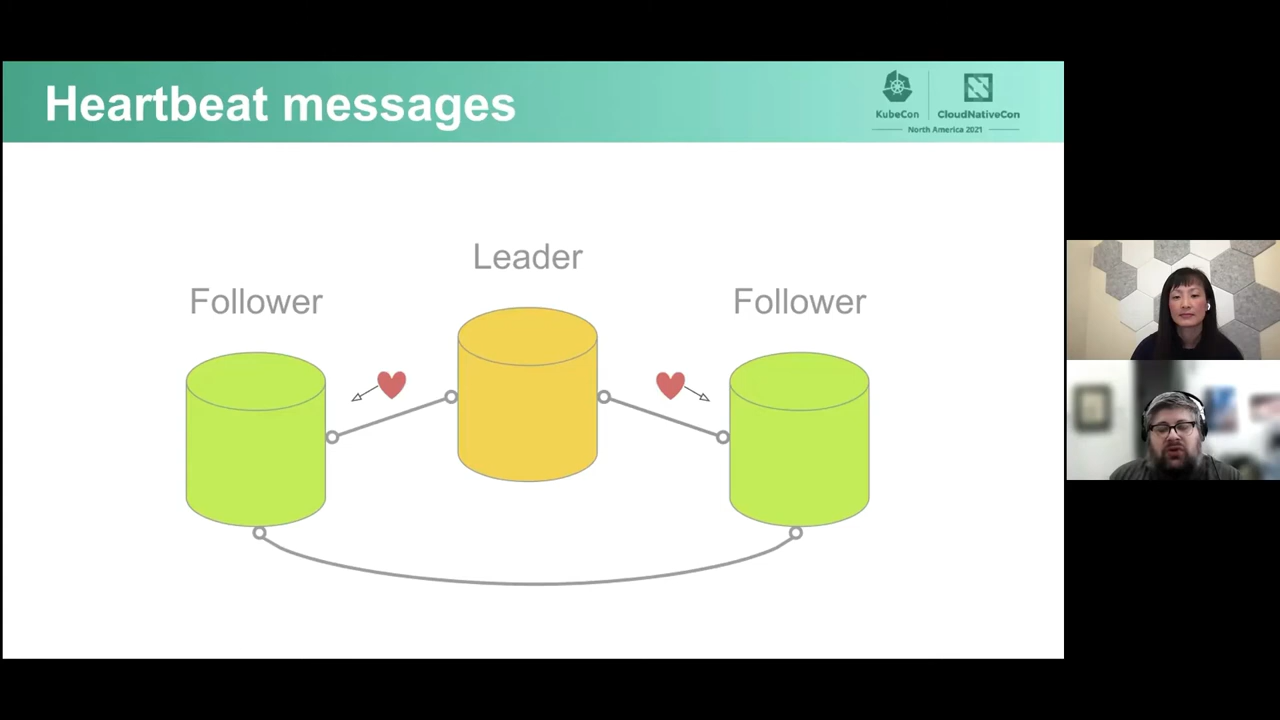 Heartbeat messages
KubeCon
CloudNativeCon
North America 2021
Leader
Follower
Follower